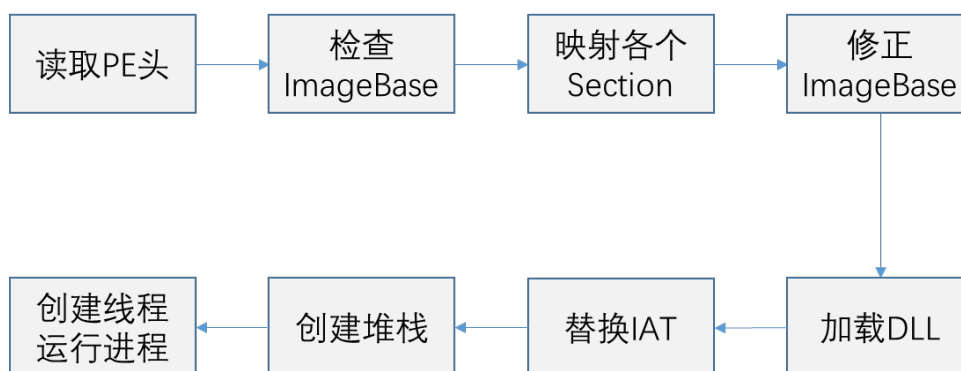 读取PE头
检查
ImageBase
映射各个
Section
修正
ImageBase
加载DLL
替换IAT
创建堆栈
创建线程
运行进程